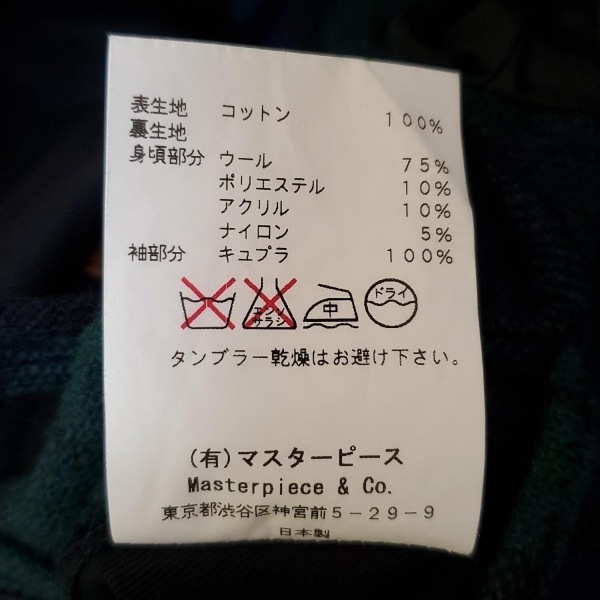 表生地 コットン 100%
裏生地
身頃部分 ウール 75%
ポリエステル 10%
アクリル 10%
ナイロン 5%
袖部分 キュプラ 100%
エンソ サラシ 中 ドライ
タンブラー乾燥はお避け下さい。
(有)マスターピース
Masterpiece & Co.
東京都渋谷区神宮前5-29-9
日本製